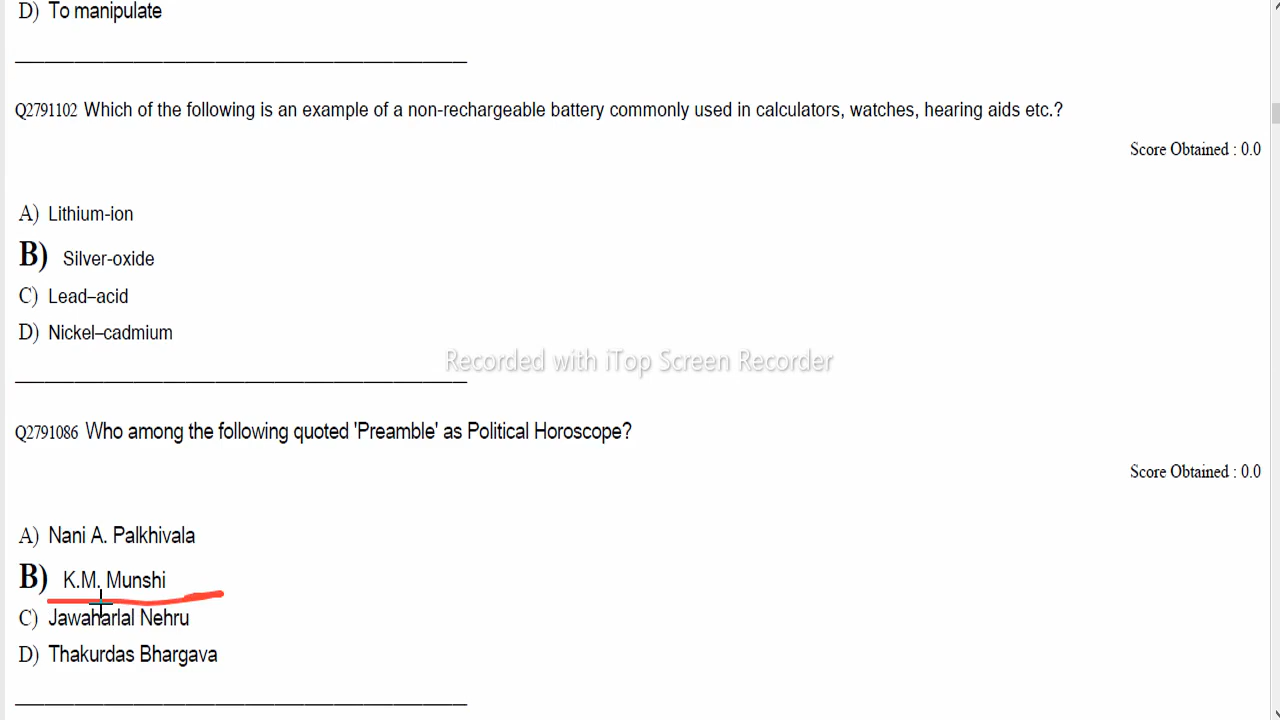 D) To manipulate
Q2791102 Which of the following is an example of a non-rechargeable battery commonly used in calculators, watches, hearing aids etc.?
Score Obtained : 0.0
A) Lithium-ion
B) Silver-oxide
C) Lead–acid
D) Nickel–cadmium
Recorded with iTop Screen Recorder
Q2791086 Who among the following quoted 'Preamble' as Political Horoscope?
Score Obtained : 0.0
A) Nani A. Palkhivala
B) K.M. Munshi
C) Jawaharlal Nehru
D) Thakurdas Bhargava